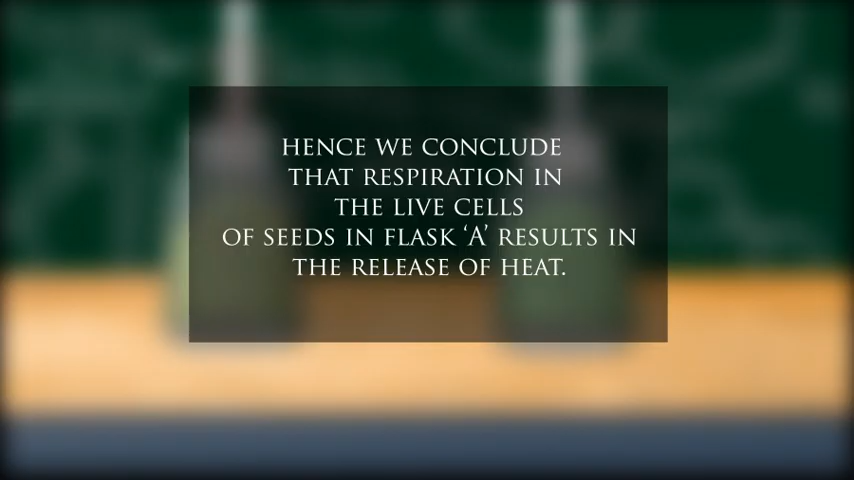 HENCE WE CONCLUDE
THAT RESPIRATION IN
THE LIVE CELLS
OF SEEDS IN FLASK ‘A’ RESULTS IN
THE RELEASE OF HEAT.